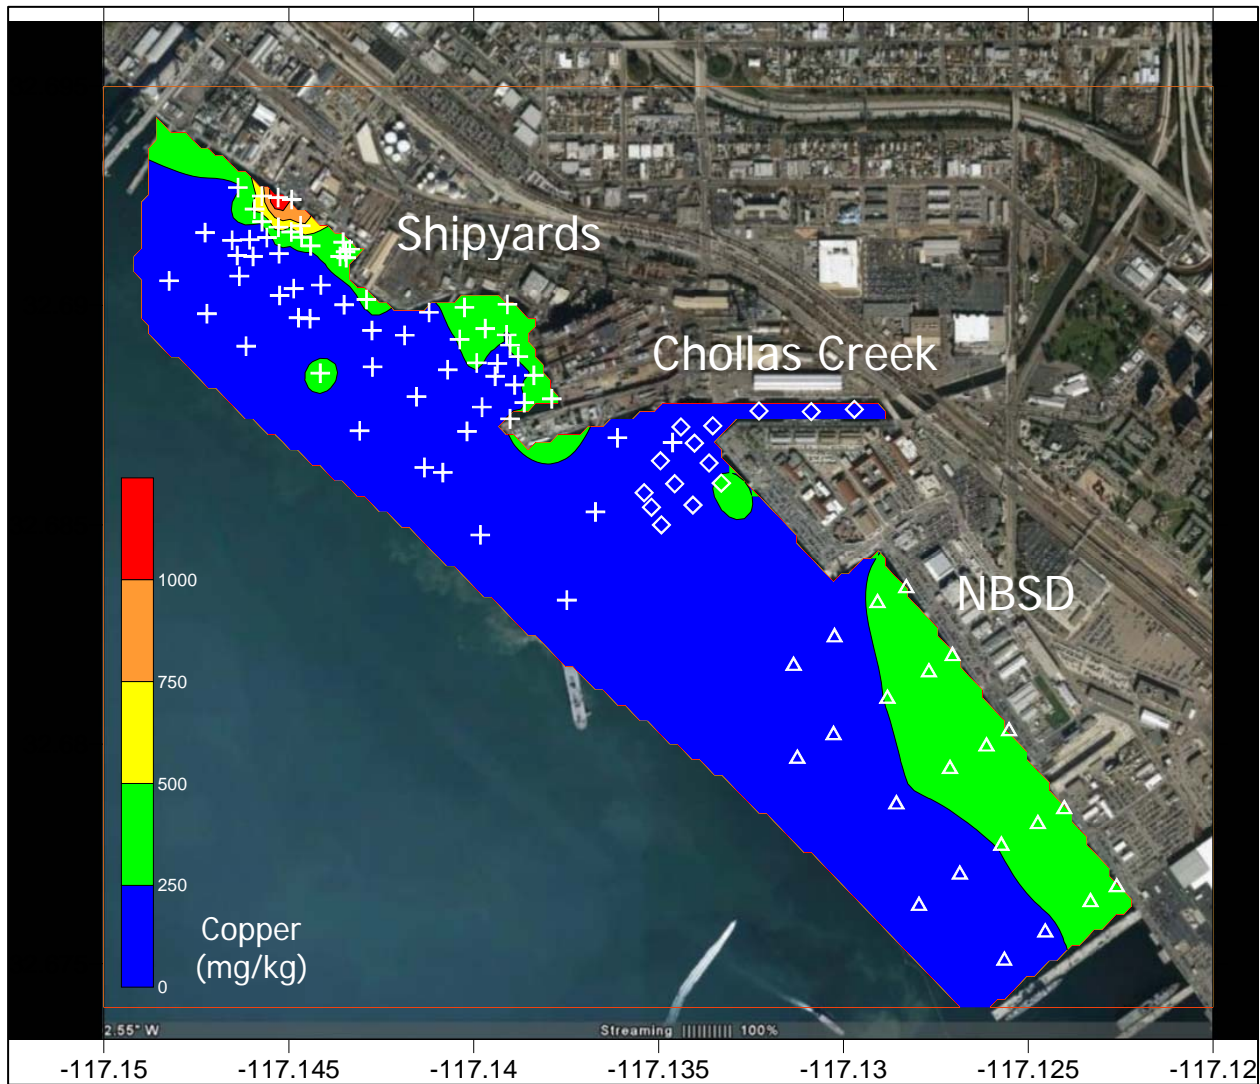 Shipyards
Chollas Creek
NBSD
1000
750
500
250
0
Copper
(mg/kg)
2.55° W
Streaming |||||||||| 100%
-117.15
-117.145
-117.14
-117.135
-117.13
-117.125
-117.12